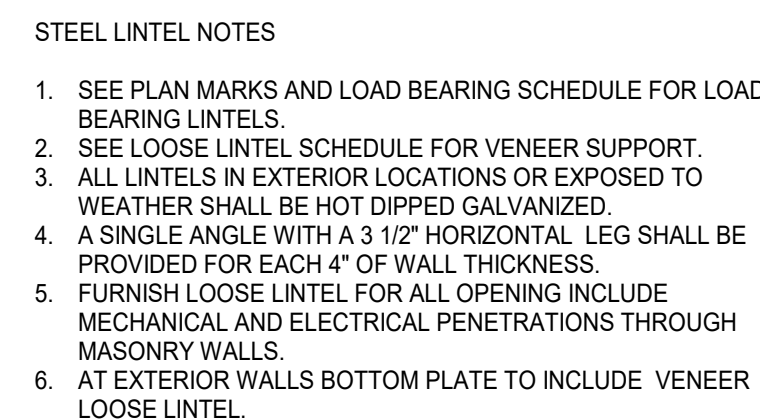 STEEL LINTEL NOTES
1. SEE PLAN MARKS AND LOAD BEARING SCHEDULE FOR LOAD
BEARING LINTELS.
2. SEE LOOSE LINTEL SCHEDULE FOR VENEER SUPPORT.
3. ALL LINTELS IN EXTERIOR LOCATIONS OR EXPOSED TO
WEATHER SHALL BE HOT DIPPED GALVANIZED.
4. A SINGLE ANGLE WITH A 3 1/2" HORIZONTAL LEG SHALL BE
PROVIDED FOR EACH 4" OF WALL THICKNESS.
5. FURNISH LOOSE LINTEL FOR ALL OPENING INCLUDE
MECHANICAL AND ELECTRICAL PENETRATIONS THROUGH
MASONRY WALLS.
6. AT EXTERIOR WALLS BOTTOM PLATE TO INCLUDE VENEER
LOOSE LINTEL.